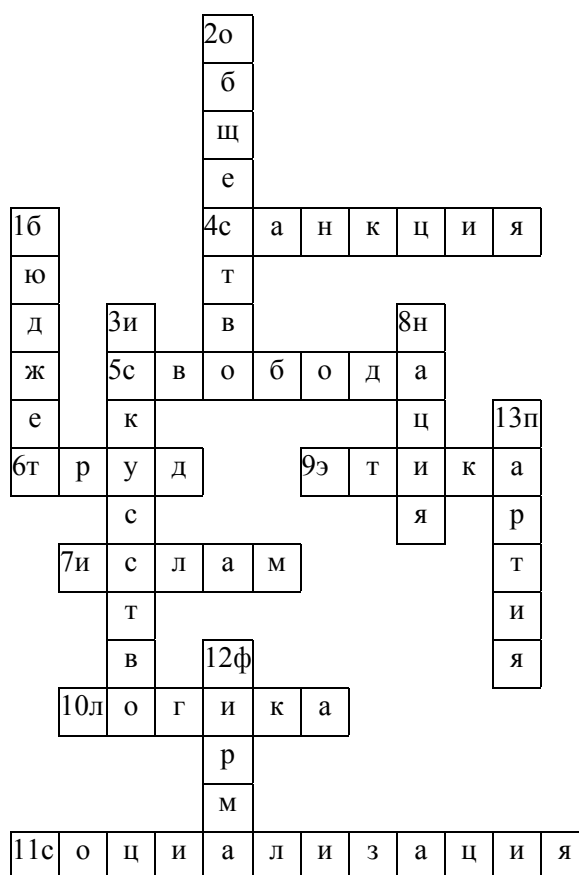 2о
б
щ
е
1б 4с а н к ц и я
ю т
д 3и в 8н
ж 5с в о б о д а
е к ц 13п
6т р у д 9э т и к а
с я р
7и с л а м т
т и
в 12ф я
10л о г и к а
р
м
11с о ц и а л и з а ц и я